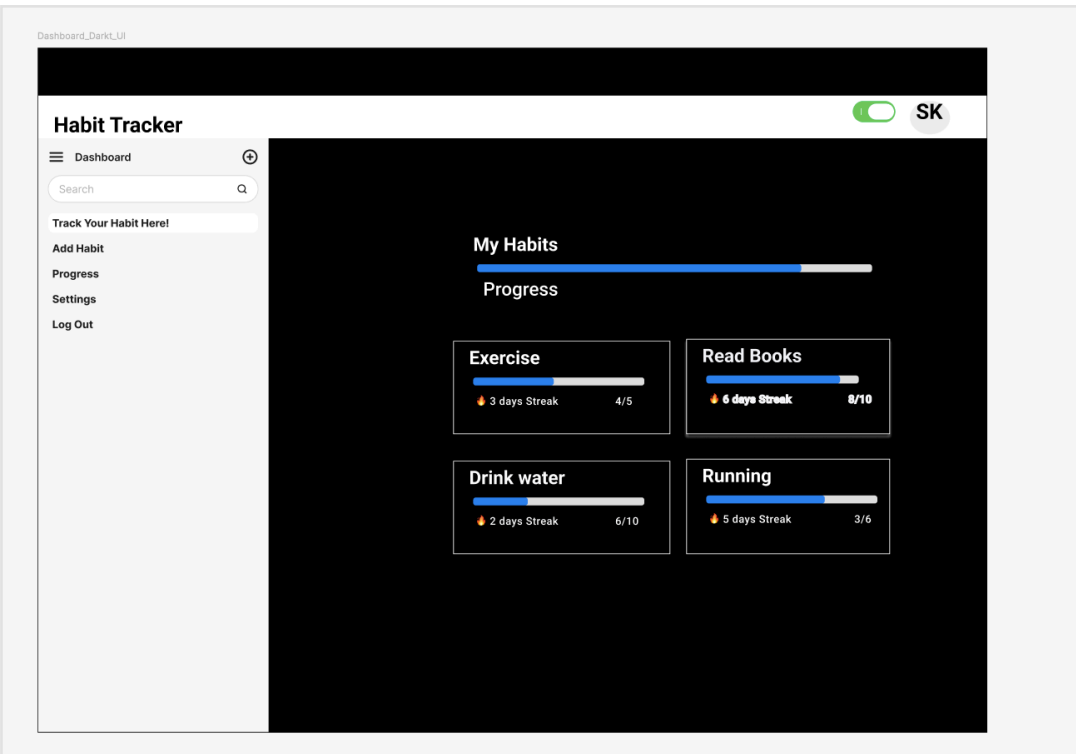 Dashboard_Darkt_UI
SK
Habit Tracker
Dashboard
Search
Track Your Habit Here!
Add Habit
Progress
Settings
Log Out
My Habits
Progress
Exercise
3 days Streak 4/5
Read Books
6 days Streak 8/10
Drink water
2 days Streak 6/10
Running
5 days Streak 3/6